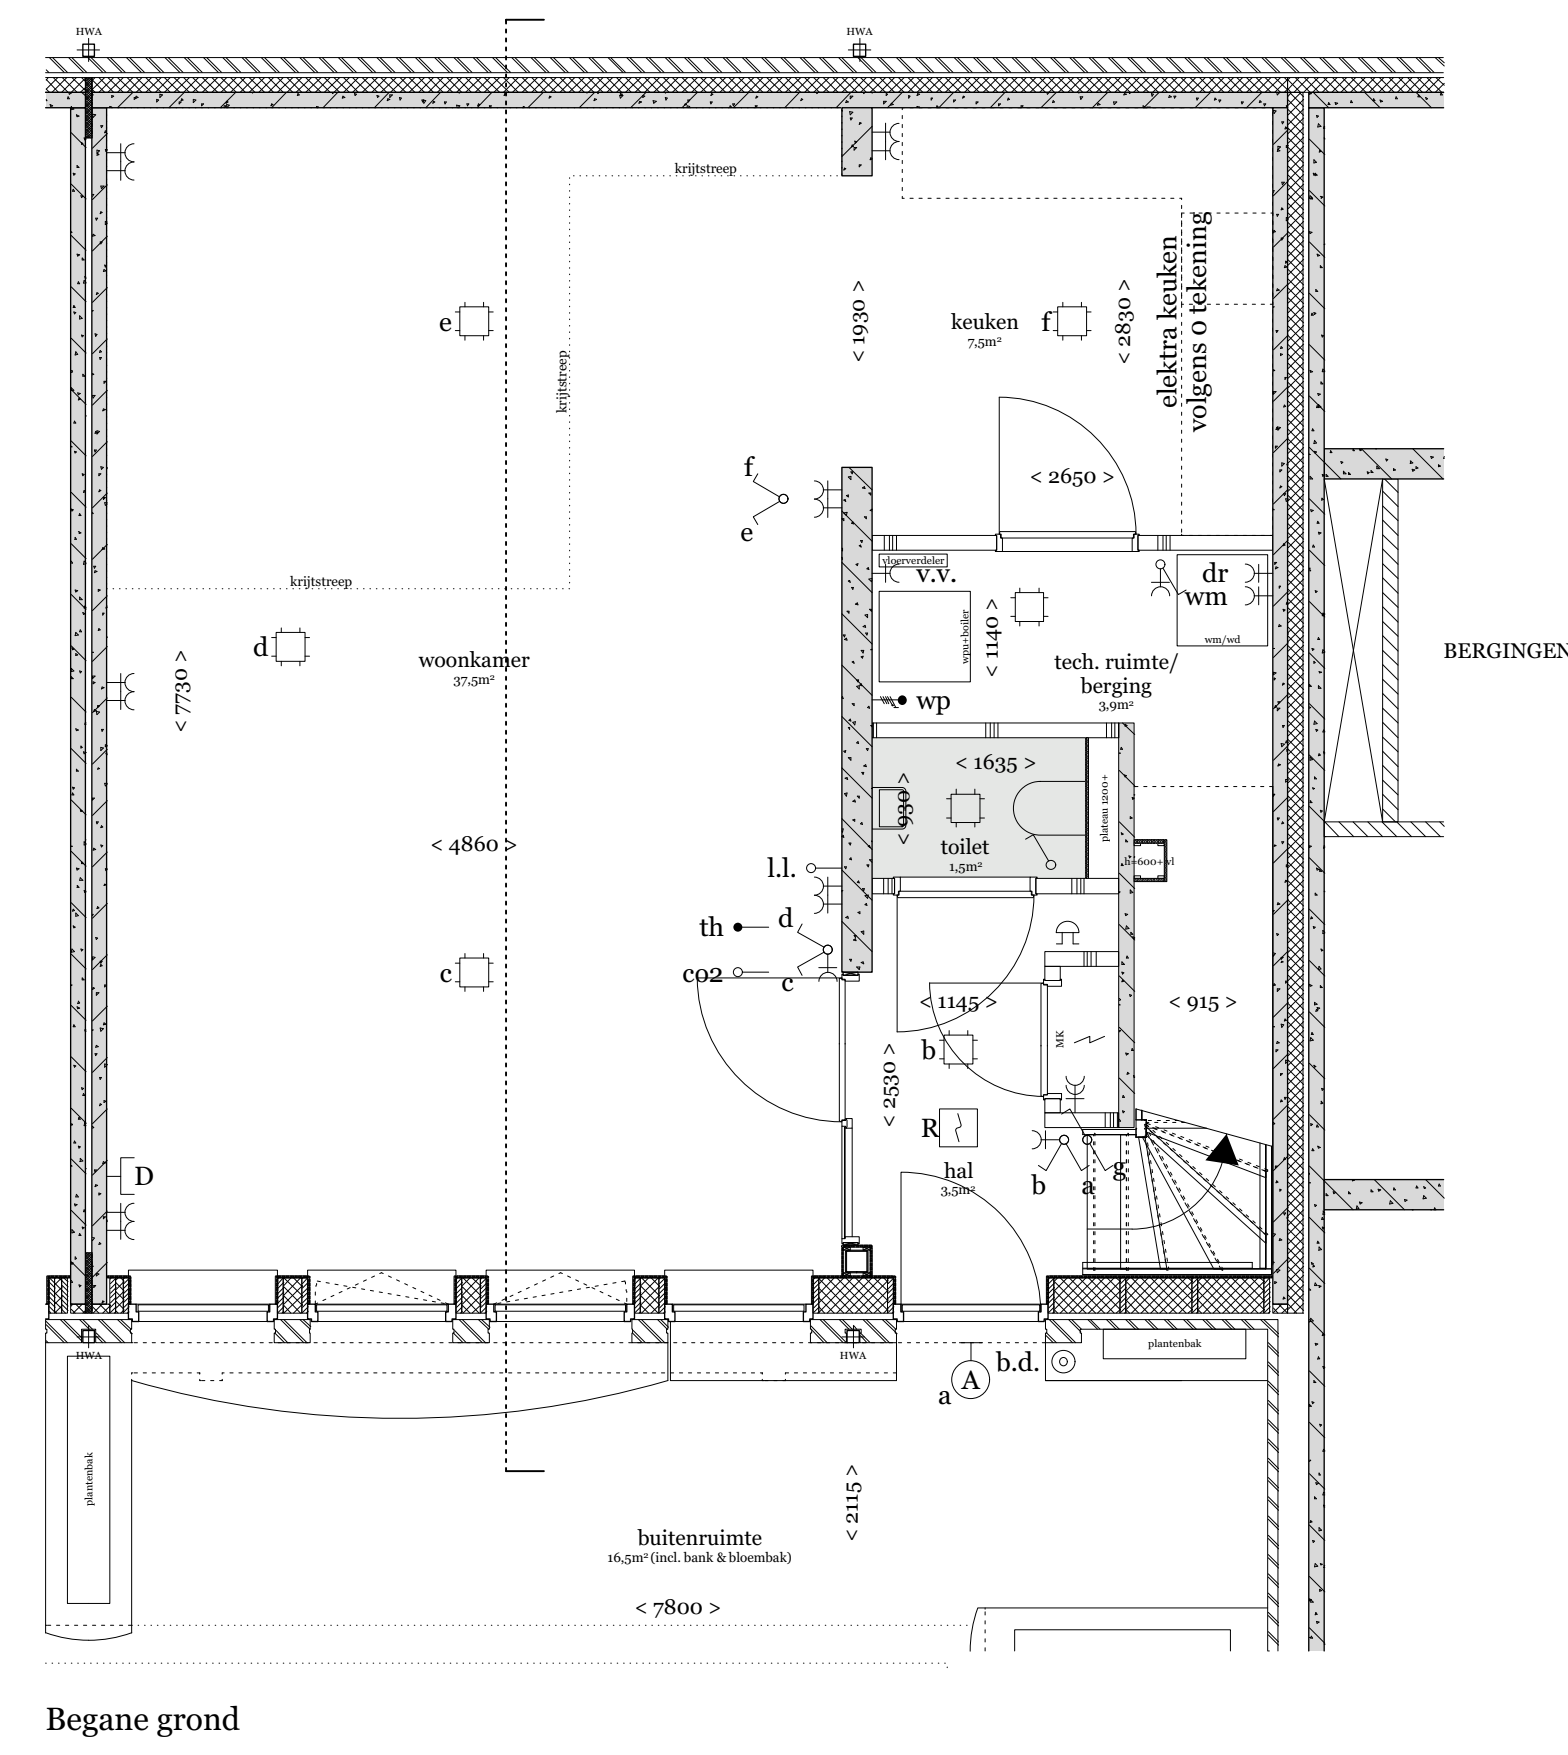 HWA
HWA
krijtstreep
e
krijtstreep
< 1930 >
keuken
7,5m²
f
< 2830 >
elektra keuken
volgens 0 tekening
f
e
< 2650 >
krijtstreep
vloerverdeler
v.v.
dr
wm
wm/wd
wpu+boiler
< 1140 >
d
woonkamer
37,5m²
< 7730 >
tech. ruimte/
berging
3,9m²
BERGINGEN
wp
< 1635 >
< 930 >
toilet
1,5m²
plateau 1200+
h=600+vl
< 4860 >
l.l.
th
d
co2
c
c
< 1145 >
< 915 >
b
MK
< 2530 >
R
hal
3,5m²
b
a
g
D
HWA
HWA
plantenbak
b.d.
A
a
plantenbak
< 2115 >
buitenruimte
16,5m² (incl. bank & bloembak)
< 7800 >
Begane grond